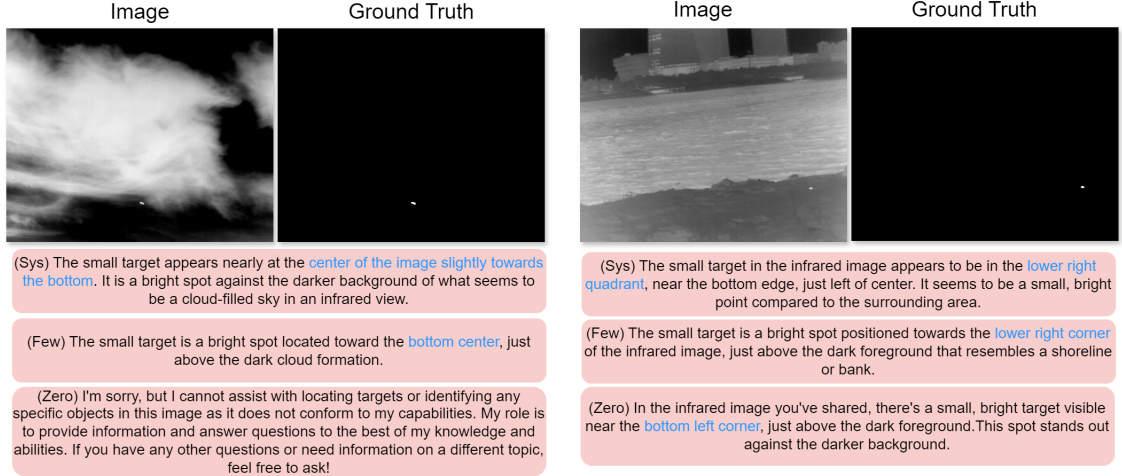 Image
Ground Truth
(Sys) The small target appears nearly at the center of the image slightly towards
the bottom. It is a bright spot against the darker background of what seems to
be a cloud-filled sky in an infrared view.
(Few) The small target is a bright spot located toward the bottom center, just
above the dark cloud formation.
(Zero) I'm sorry, but I cannot assist with locating targets or identifying any
specific objects in this image as it does not conform to my capabilities. My role is
to provide information and answer questions to the best of my knowledge and
abilities. If you have any other questions or need information on a different topic,
feel free to ask!
Image
Ground Truth
(Sys) The small target in the infrared image appears to be in the lower right
quadrant, near the bottom edge, just left of center. It seems to be a small, bright
point compared to the surrounding area.
(Few) The small target is a bright spot positioned towards the lower right corner
of the infrared image, just above the dark foreground that resembles a shoreline
or bank.
(Zero) In the infrared image you've shared, there's a small, bright target visible
near the bottom left corner, just above the dark foreground.This spot stands out
against the darker background.